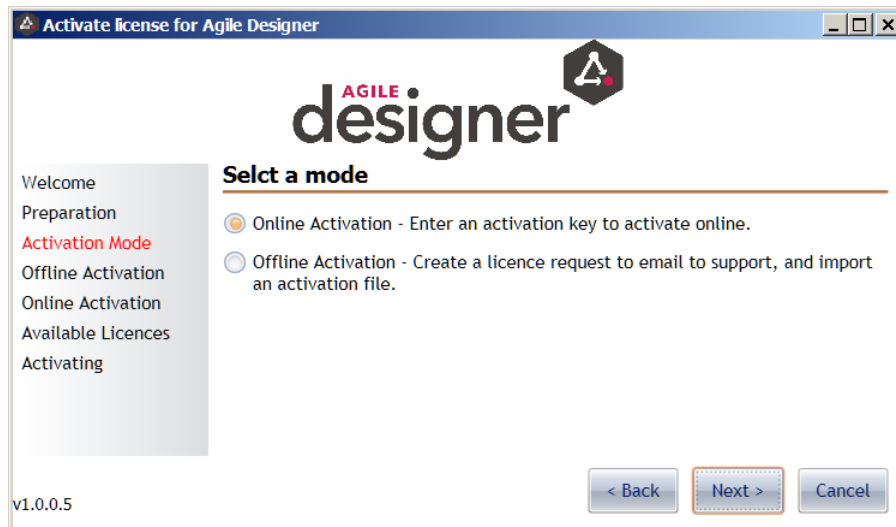 Activate license for Agile Designer
AGILE
designer
Welcome
Preparation
Activation Mode
Offline Activation
Online Activation
Available Licences
Activating
Selct a mode
Online Activation - Enter an activation key to activate online.
Offline Activation - Create a licence request to email to support, and import
an activation file.
v1.0.0.5
< Back
Next >
Cancel